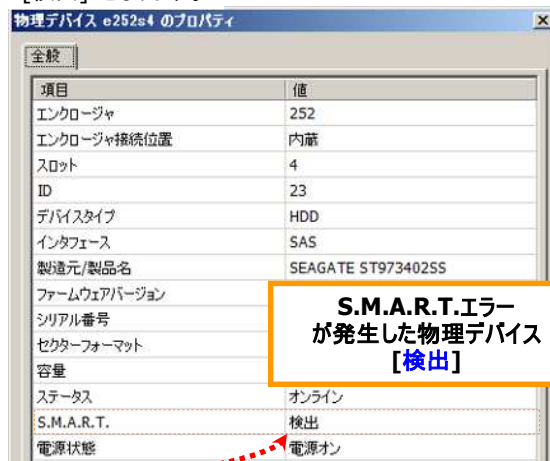 物理デバイス e252s4 のプロパティ
全般
項目 値
エンクロージャ 252
エンクロージャ接続位置 内蔵
スロット 4
ID 23
デバイスタイプ HDD
インタフェース SAS
製造元/製品名 SEAGATE ST973402SS
ファームウェアバージョン
シリアル番号
セクターフォーマット
容量
S.M.A.R.T.エラー
が発生した物理デバイス
[検出]
ステータス オンライン
S.M.A.R.T. 検出
電源状態 電源オン